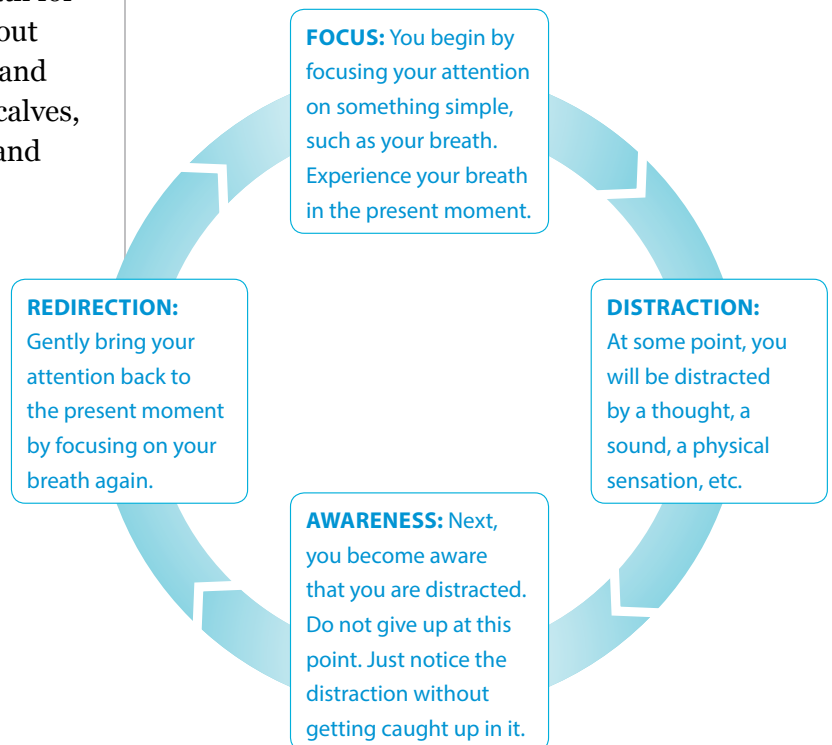 out
and
calves,
and
FOCUS: You begin by
focusing your attention
on something simple,
such as your breath.
Experience your breath
in the present moment.
DISTRACTION:
At some point, you
will be distracted
by a thought, a
sound, a physical
sensation, etc.
AWARENESS: Next,
you become aware
that you are distracted.
Do not give up at this
point. Just notice the
distraction without
getting caught up in it.
REDIRECTION:
Gently bring your
attention back to
the present moment
by focusing on your
breath again.